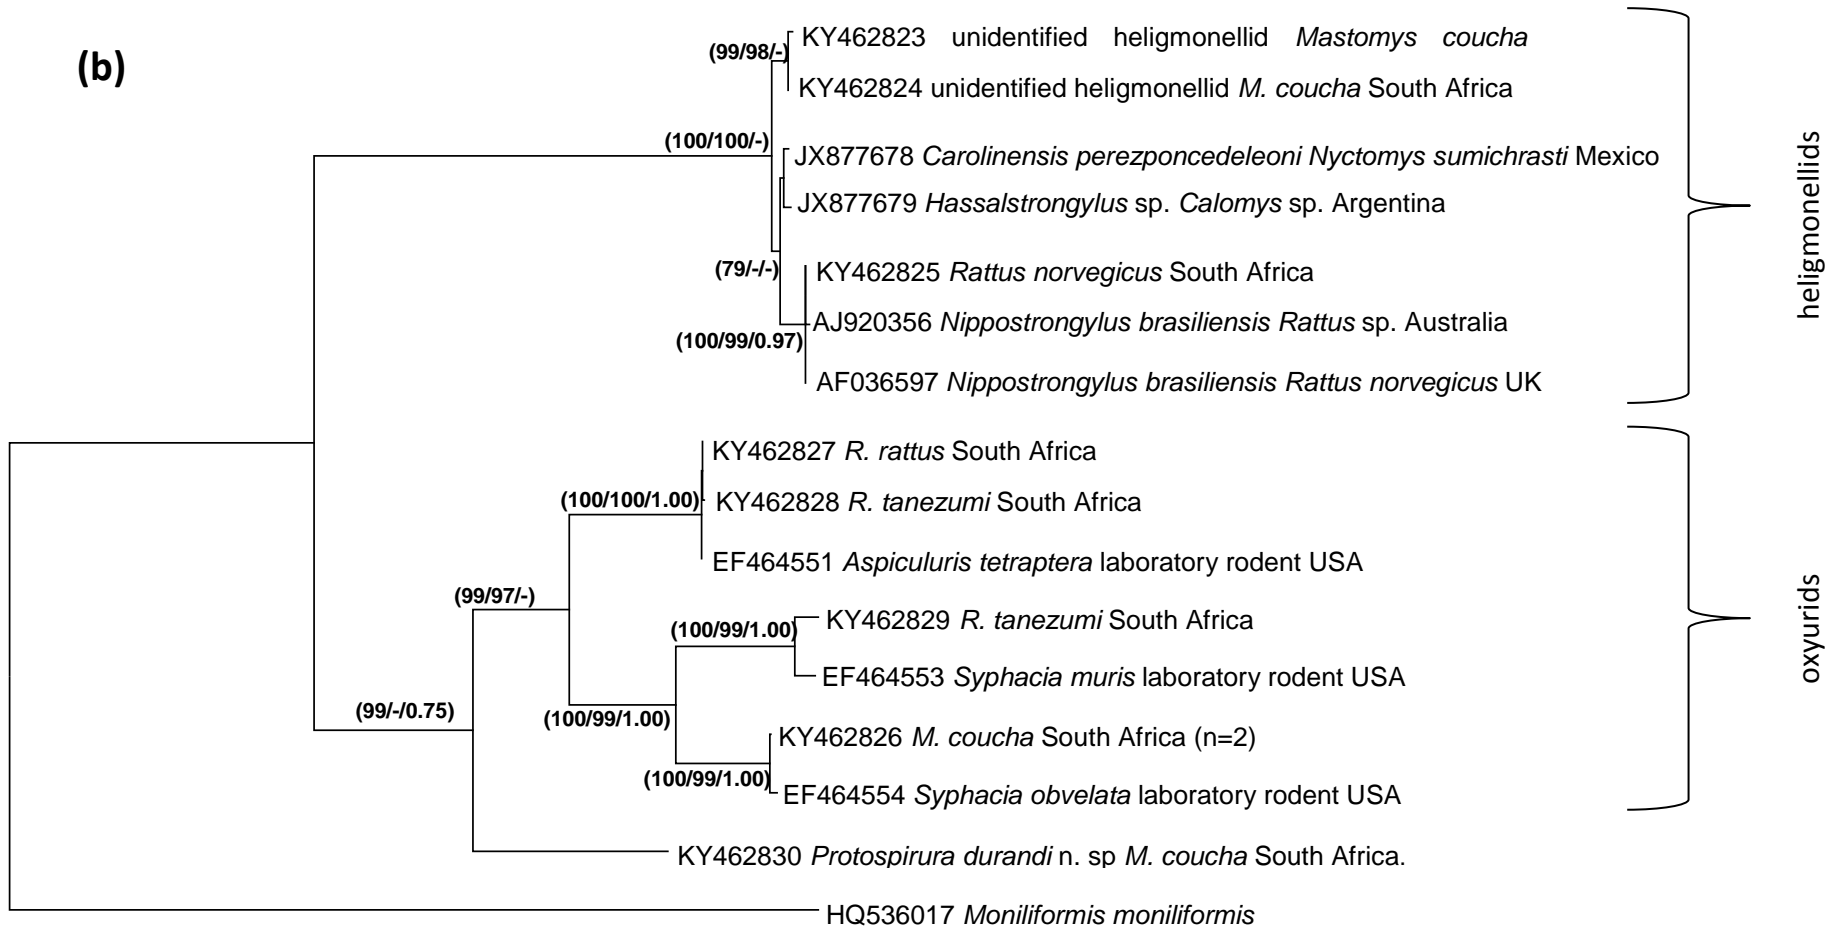 (b)
(99/98/-)
KY462823 unidentified heligmonellid Mastomys coucha
KY462824 unidentified heligmonellid M. coucha South Africa
(100/100/-)
JX877678 Carolinensis perezponcedeleoni Nyctomys sumichrasti Mexico
JX877679 Hassalstrongylus sp. Calomys sp. Argentina
heligmonellids
(79/-/-)
KY462825 Rattus norvegicus South Africa
AJ920356 Nippostrongylus brasiliensis Rattus sp. Australia
(100/99/0.97)
AF036597 Nippostrongylus brasiliensis Rattus norvegicus UK
KY462827 R. rattus South Africa
(100/100/1.00)
KY462828 R. tanezumi South Africa
EF464551 Aspiculuris tetraptera laboratory rodent USA
(99/97/-)
KY462829 R. tanezumi South Africa
(100/99/1.00)
oxyurids
EF464553 Syphacia muris laboratory rodent USA
(99/-/0.75)
(100/99/1.00)
KY462826 M. coucha South Africa (n=2)
(100/99/1.00)
EF464554 Syphacia obvelata laboratory rodent USA
KY462830 Protospirura durandi n. sp M. coucha South Africa.
HQ536017 Moniliformis moniliformis